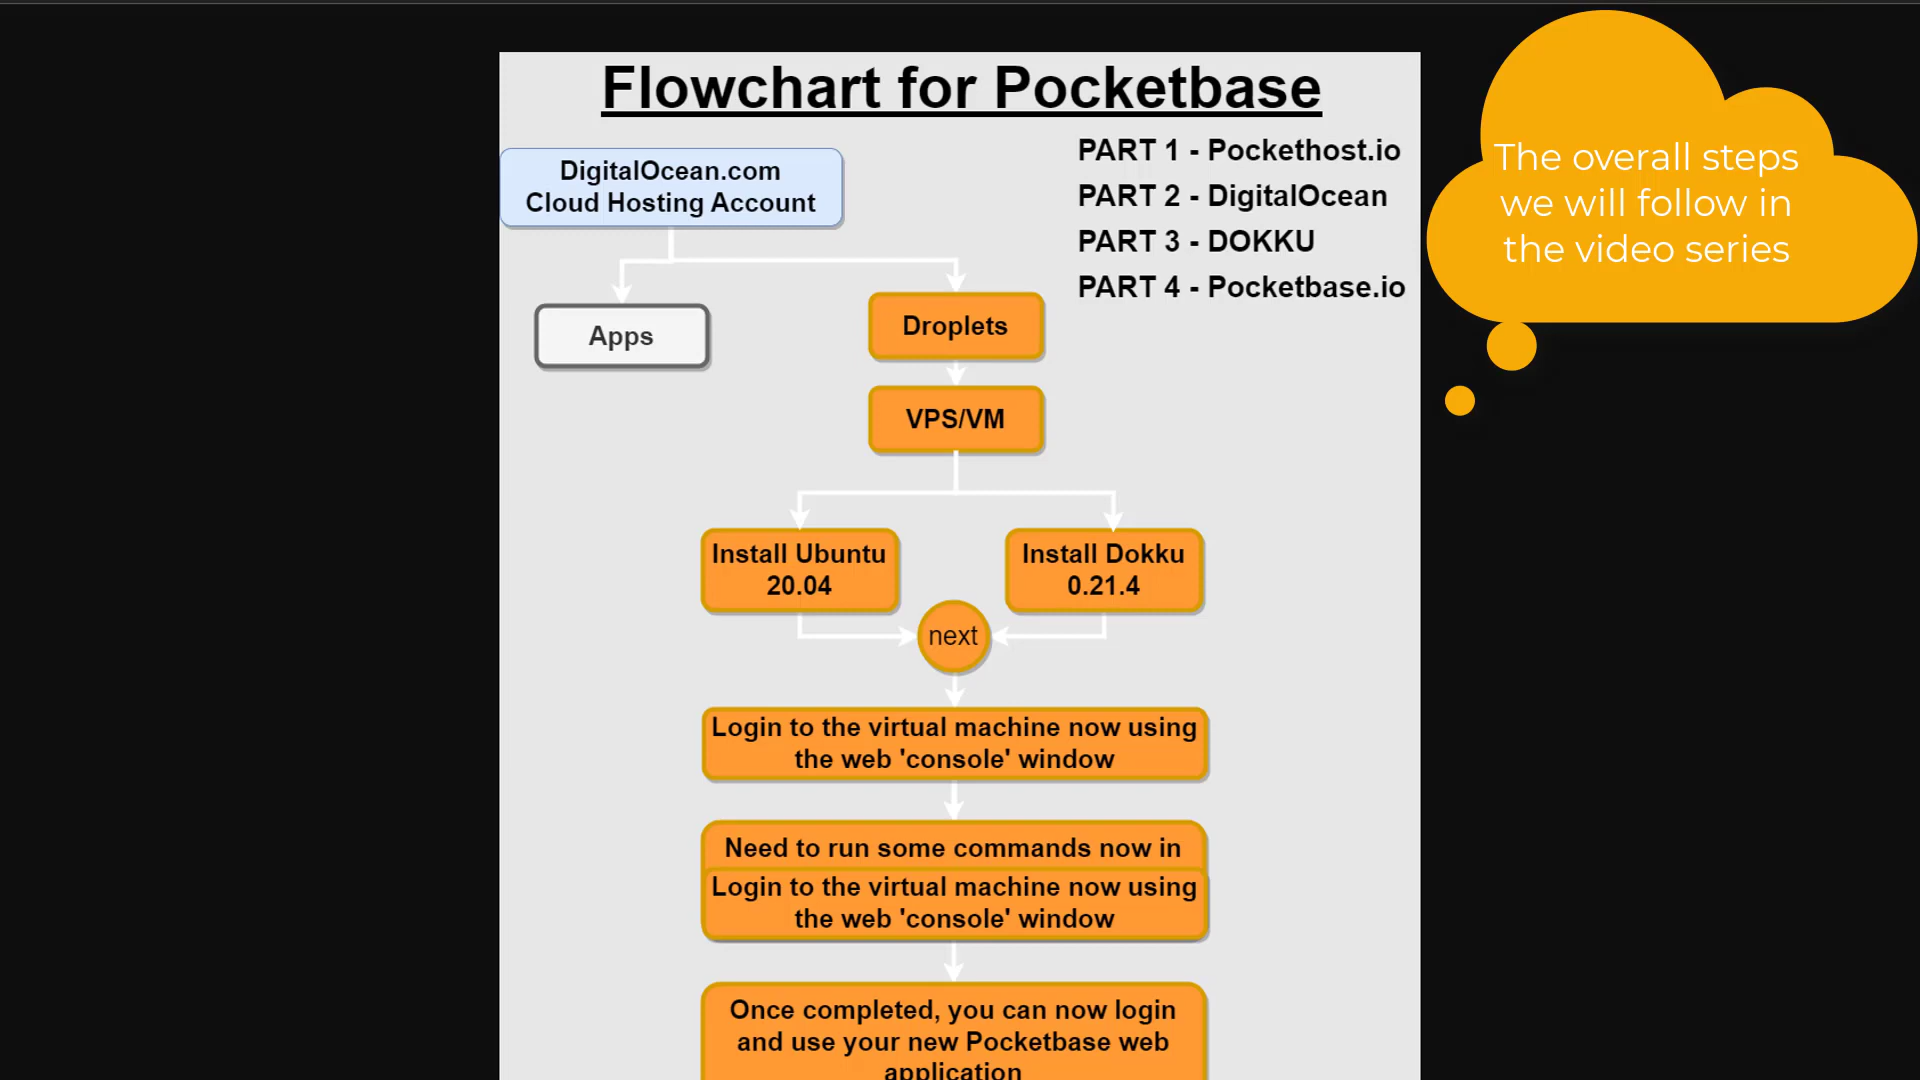 Flowchart for Pocketbase
DigitalOcean.com
Cloud Hosting Account
PART 1 - Pockethost.io
PART 2 - DigitalOcean
PART 3 - DOKKU
PART 4 - Pocketbase.io
The overall steps
we will follow in
the video series
Apps
Droplets
VPS/VM
Install Ubuntu
20.04
Install Dokku
0.21.4
next
Login to the virtual machine now using
the web 'console' window
Need to run some commands now in
Login to the virtual machine now using
the web 'console' window
Once completed, you can now login
and use your new Pocketbase web
application